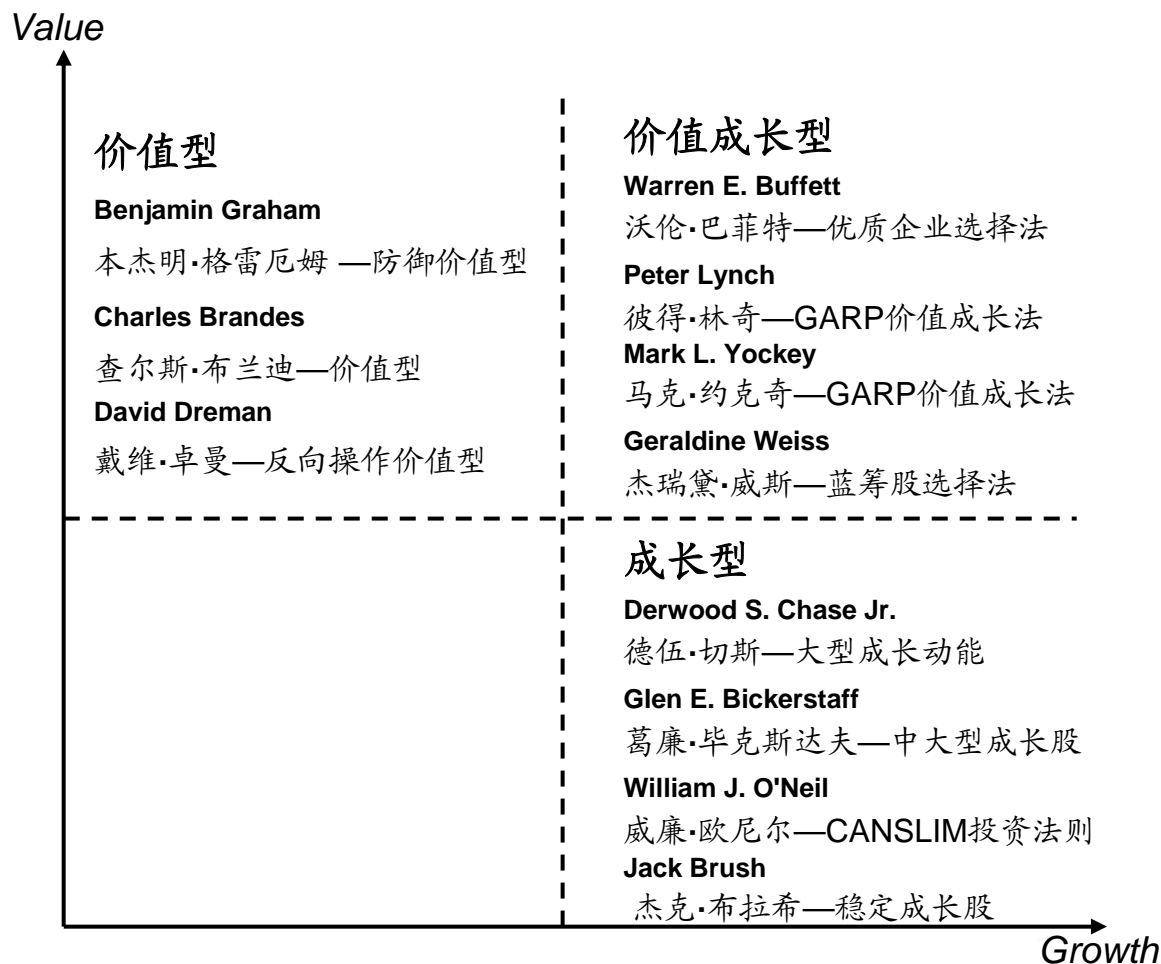 Value
价值型
Benjamin Graham
本杰明·格雷厄姆 —防御价值型
Charles Brandes
查尔斯·布兰迪—价值型
David Dreman
戴维·卓曼—反向操作价值型
价值成长型
Warren E. Buffett
沃伦·巴菲特—优质企业选择法
Peter Lynch
彼得·林奇—GARP价值成长法
Mark L. Yockey
马克·约克奇—GARP价值成长法
Geraldine Weiss
杰瑞黛·威斯—蓝筹股选择法
成长型
Derwood S. Chase Jr.
德伍·切斯—大型成长动能
Glen E. Bickerstaff
葛廉·毕克斯达夫—中大型成长股
William J. O'Neil
威廉·欧尼尔—CANSLIM投资法则
Jack Brush
杰克·布拉希—稳定成长股
Growth